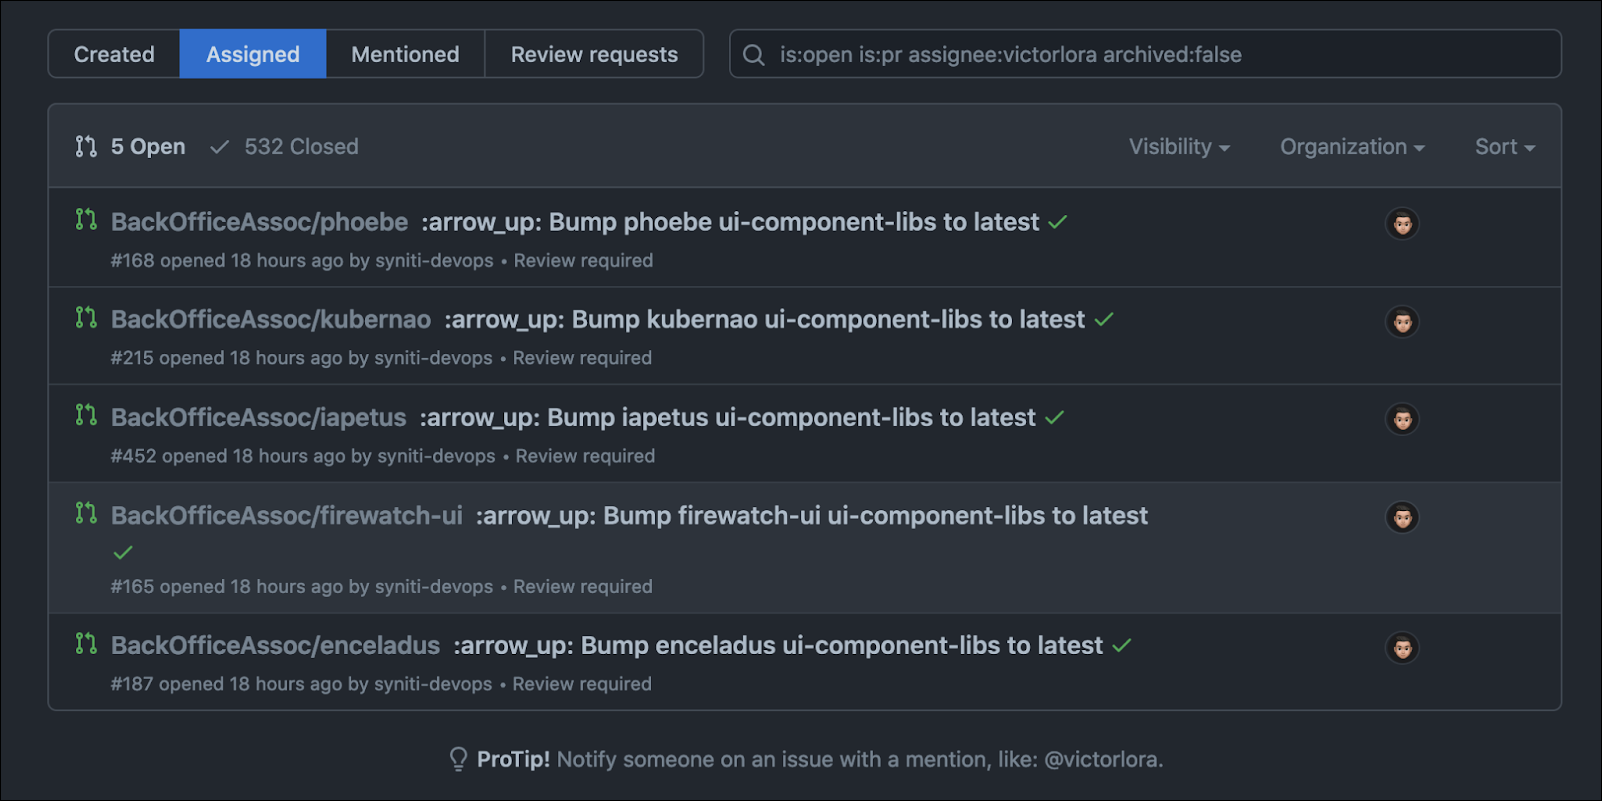 Created Assigned Mentioned Review requests is:open is:pr assignee:victorlora archived:false
5 Open 532 Closed Visibility Organization Sort
BackOfficeAssoc/phoebe :arrow_up: Bump phoebe ui-component-libs to latest
#168 opened 18 hours ago by syniti-devops • Review required
BackOfficeAssoc/kubernao :arrow_up: Bump kubernao ui-component-libs to latest
#215 opened 18 hours ago by syniti-devops • Review required
BackOfficeAssoc/iapetus :arrow_up: Bump iapetus ui-component-libs to latest
#452 opened 18 hours ago by syniti-devops • Review required
BackOfficeAssoc/firewatch-ui :arrow_up: Bump firewatch-ui ui-component-libs to latest
#165 opened 18 hours ago by syniti-devops • Review required
BackOfficeAssoc/enceladus :arrow_up: Bump enceladus ui-component-libs to latest
#187 opened 18 hours ago by syniti-devops • Review required
ProTip! Notify someone on an issue with a mention, like: @victorlora.